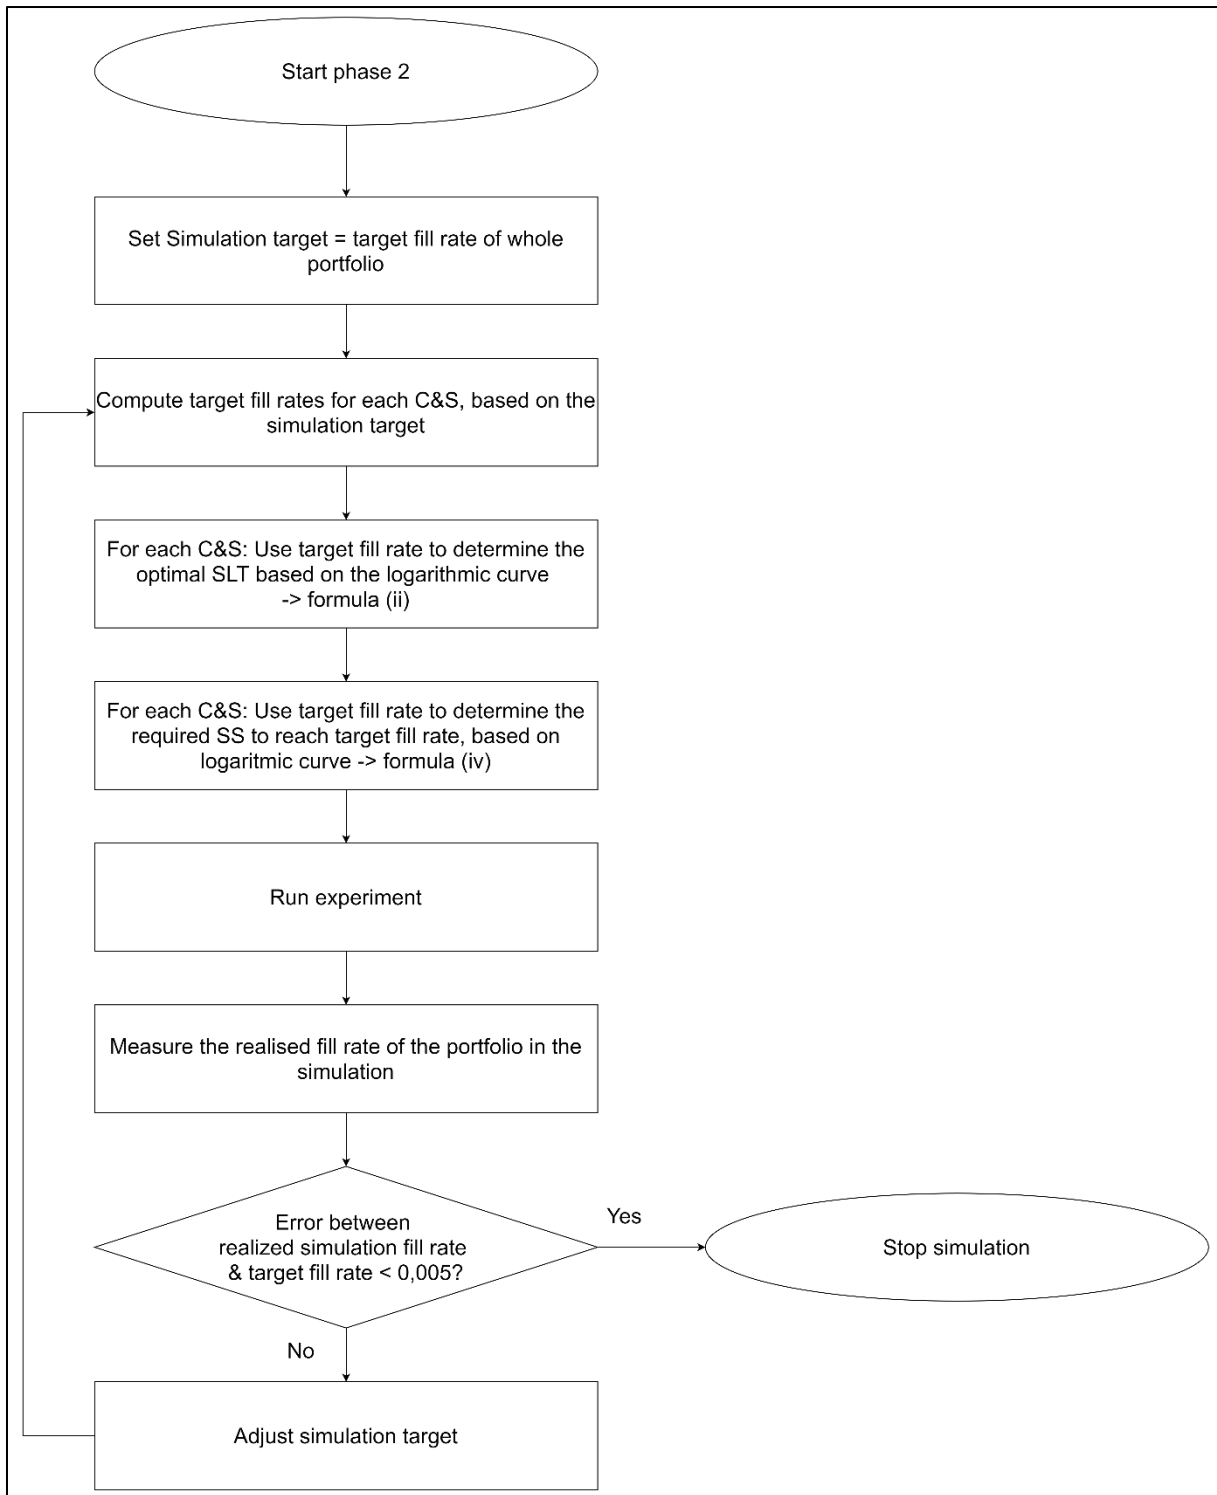 Start phase 2
Set Simulation target = target fill rate of whole
portfolio
Compute target fill rates for each C&S, based on the
simulation target
For each C&S: Use target fill rate to determine the
optimal SLT based on the logarithmic curve
-> formula (ii)
For each C&S: Use target fill rate to determine the
required SS to reach target fill rate, based on
logaritmic curve -> formula (iv)
Run experiment
Measure the realised fill rate of the portfolio in the
simulation
Error between
realized simulation fill rate
& target fill rate < 0,005?
Yes
Stop simulation
No
Adjust simulation target